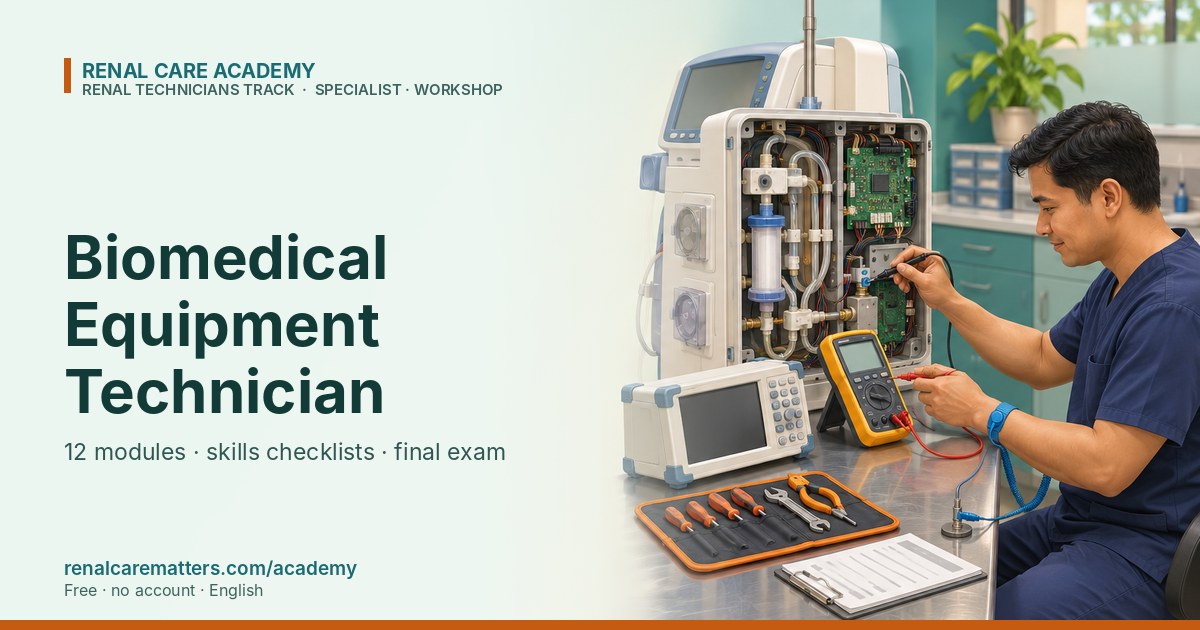 RENAL CARE ACADEMY
RENAL TECHNICIANS TRACK · SPECIALIST · WORKSHOP
Biomedical
Equipment
Technician
12 modules · skills checklists · final exam
renalcarematters.com/academy
Free · no account · English